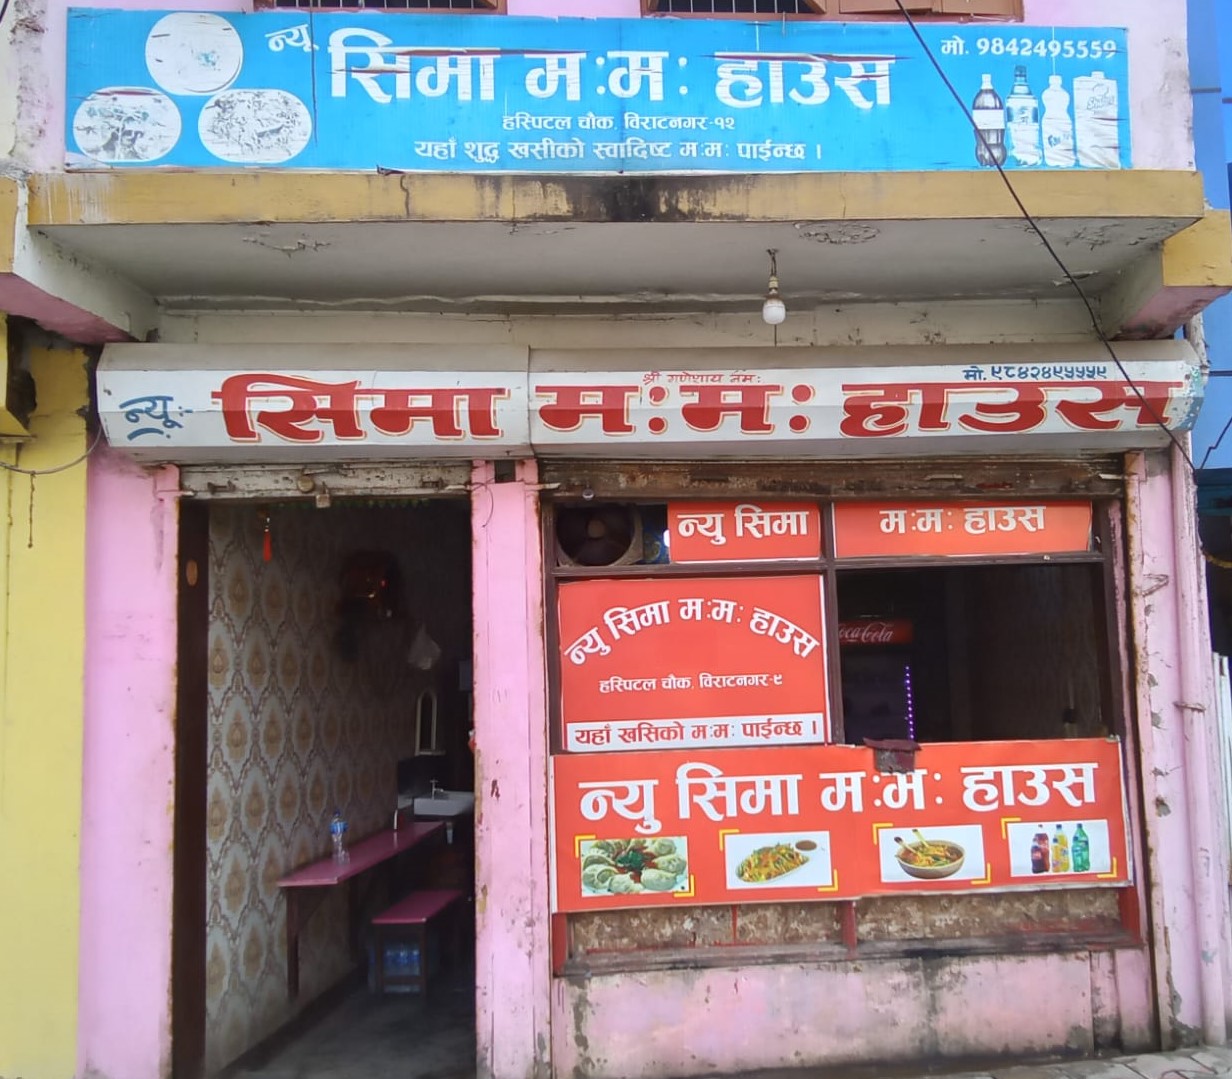 न्यू सिमा म:म: हाउस
मो. 9842495559
हस्पिटल चौक, विराटनगर-१२
यहाँ शुद्ध खसीको स्वादिष्ट म:म: पाईन्छ ।
श्री गणेशाय नम:
मो. ९८४२४९५५५९
न्यू: सिमा म:म: हाउस
न्यु सिमा म:म: हाउस
न्यु सिमा म:म: हाउस
हस्पिटल चौक, विराटनगर-९
यहाँ खसिको म:म: पाईन्छ ।
Coca-Cola
न्यु सिमा म:म: हाउस